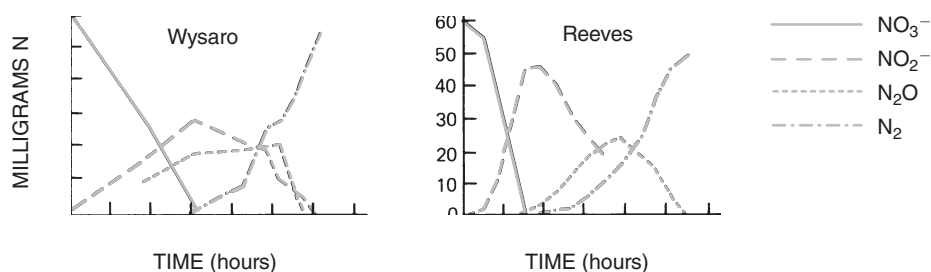 MILLIGRAMS N
Wysaro
TIME (hours)
60
50
40
30
20
10
0
Reeves
TIME (hours)
NO₃⁻
NO₂⁻
N₂O
N₂